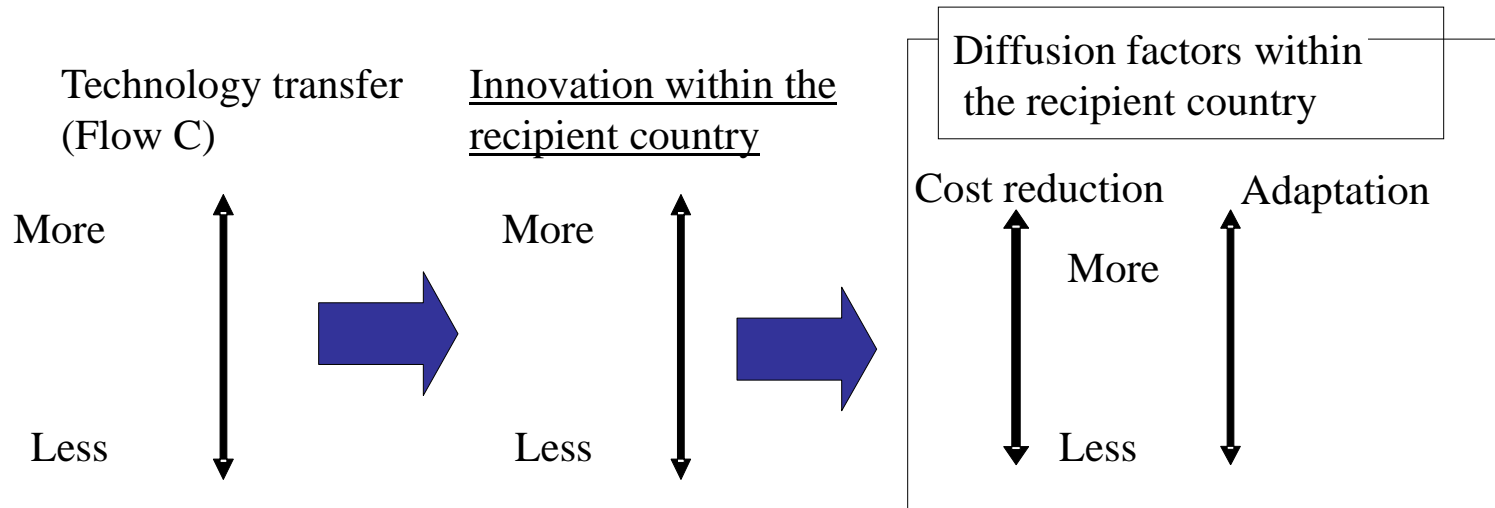 Technology transfer
(Flow C)
More
Less
Innovation within the
recipient country
More
Less
Diffusion factors within
the recipient country
Cost reduction
Adaptation
More
Less